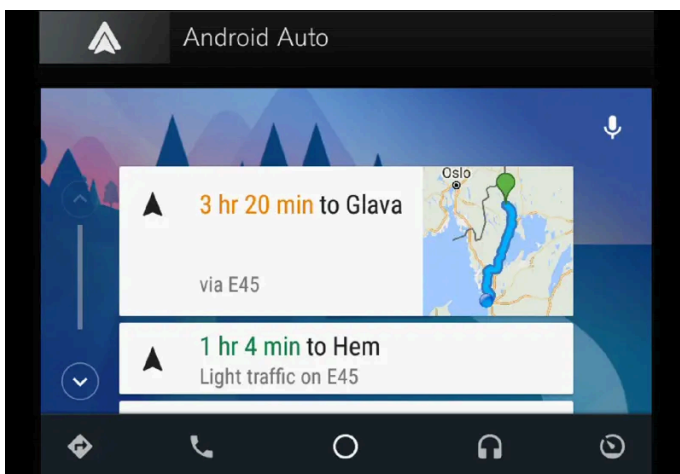 Android Auto
3 hr 20 min to Glava
via E45
Oslo
1 hr 4 min to Hem
Light traffic on E45